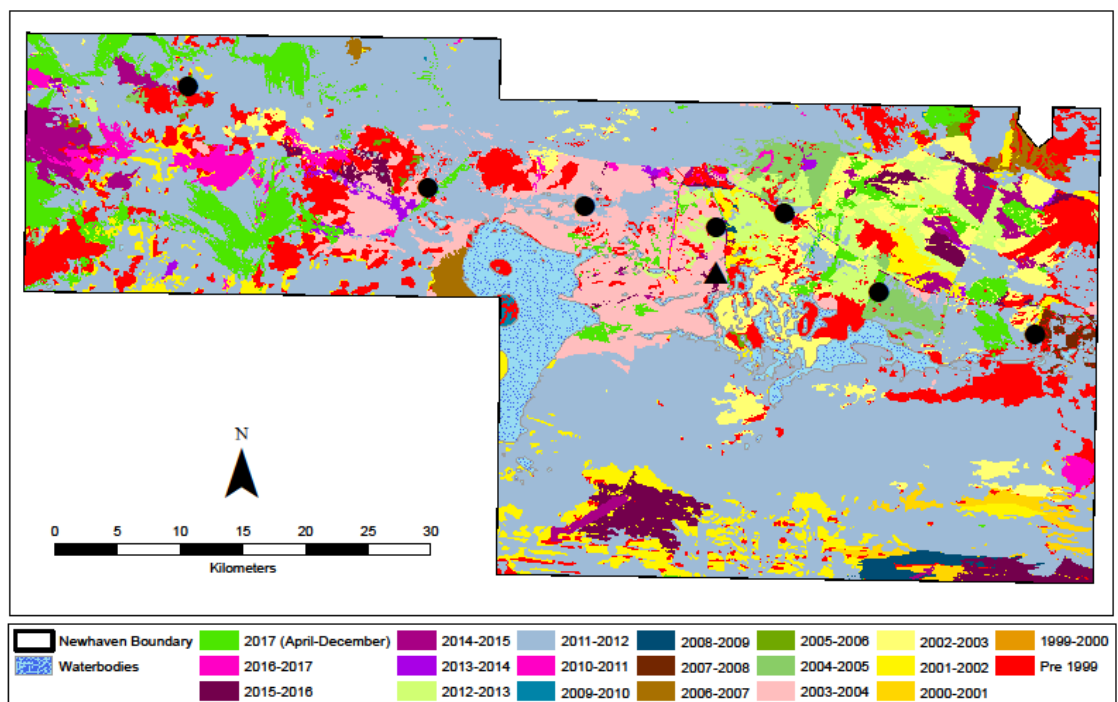 N
0 5 10 15 20 25 30
Kilometers
Newhaven Boundary 2017 (April-December) 2014-2015 2011-2012 2008-2009 2005-2006 2002-2003 1999-2000
Waterbodies 2016-2017 2013-2014 2010-2011 2007-2008 2004-2005 2001-2002 Pre 1999
2015-2016 2012-2013 2009-2010 2006-2007 2003-2004 2000-2001